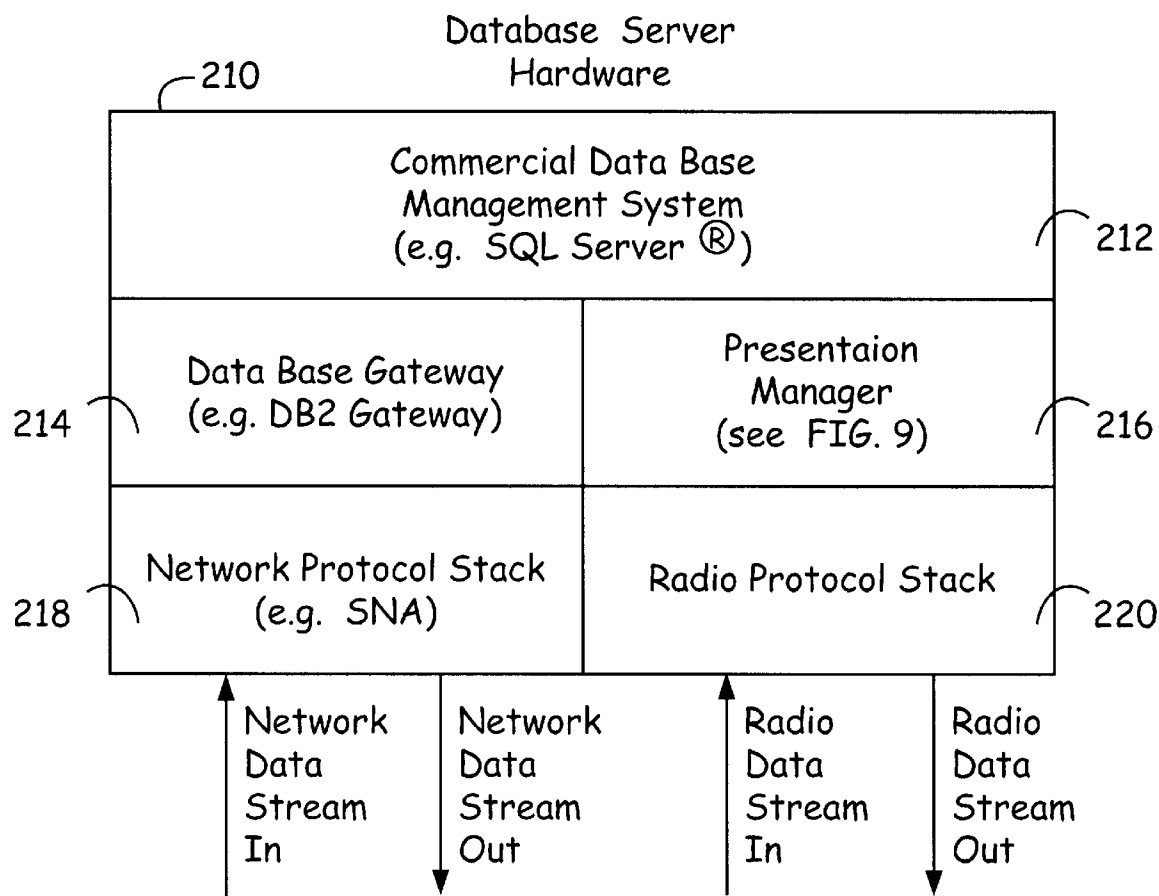 Database Server
Hardware
210
Commercial Data Base
Management System
(e.g. SQL Server ®)
212
Data Base Gateway
(e.g. DB2 Gateway)
214
Presentaion
Manager
(see FIG. 9)
216
Network Protocol Stack
(e.g. SNA)
218
Radio Protocol Stack
220
Network
Data
Stream
In
Network
Data
Stream
Out
Radio
Data
Stream
In
Radio
Data
Stream
Out